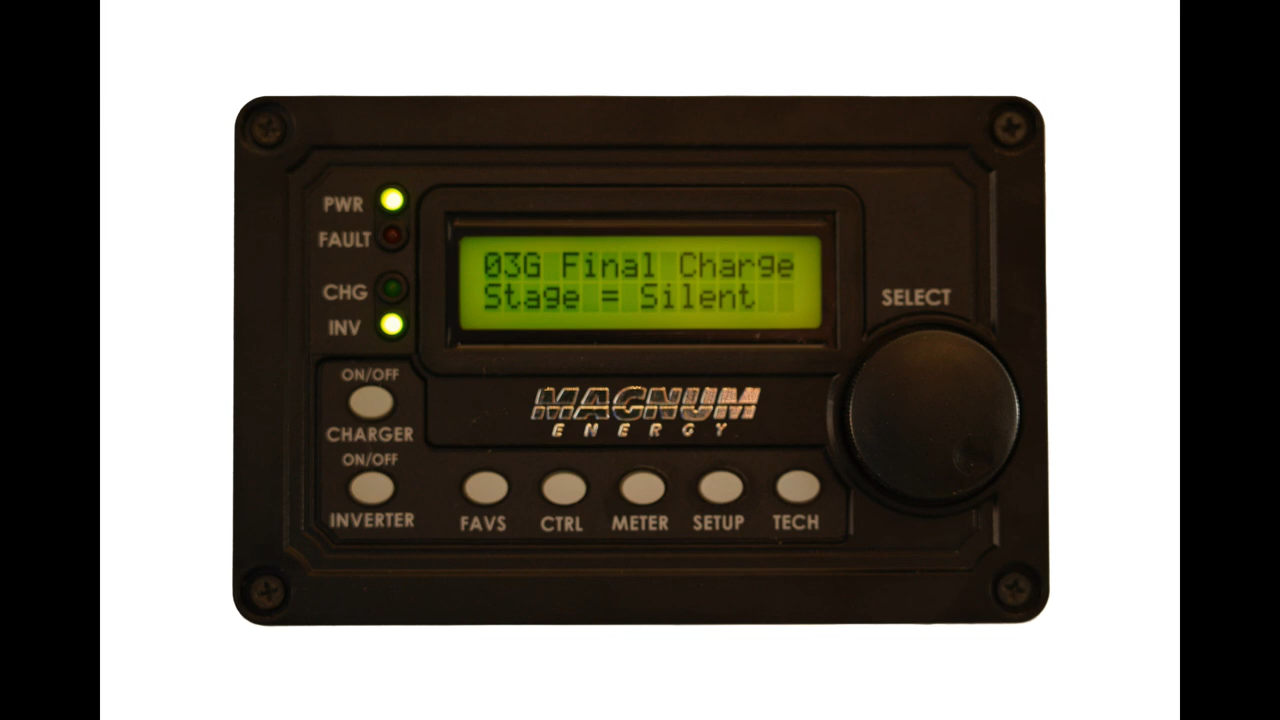 PWR
FAULT
CHG
INV
03G Final Charge
Stage = Silent
SELECT
ON/OFF
CHARGER
ON/OFF
INVERTER
MAGNUM
ENERGY
FAVS
CTRL
METER
SETUP
TECH